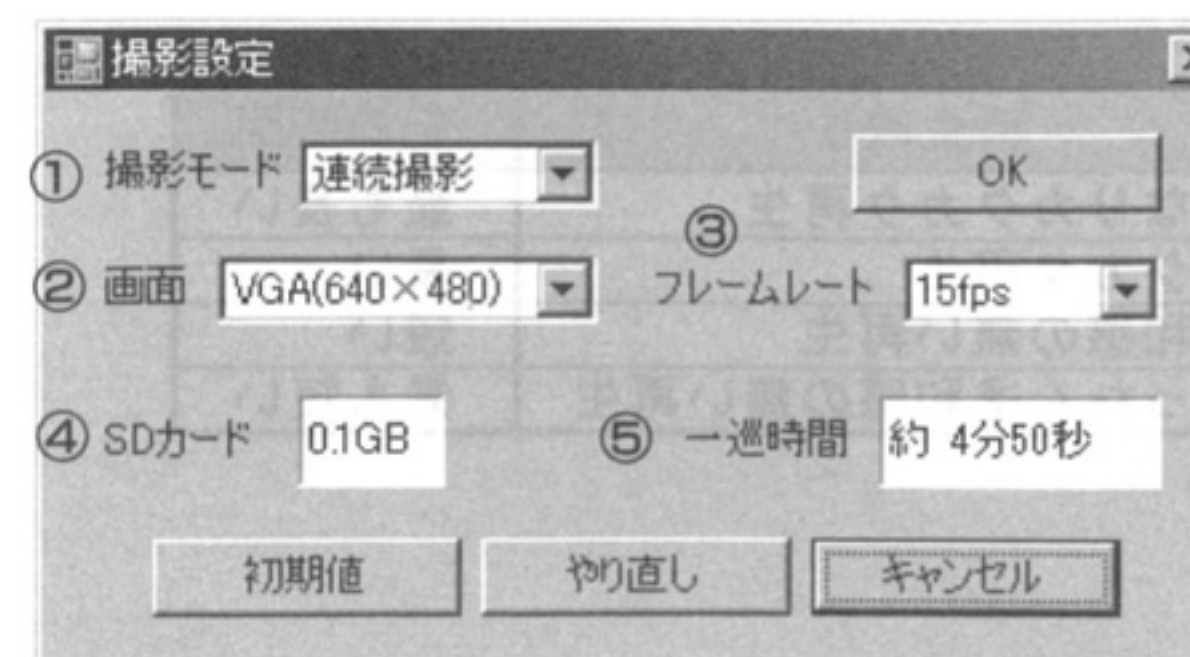 撮影設定
① 撮影モード 連続撮影 OK
② 画面 VGA(640×480) ③ フレームレート 15fps
④ SDカード 0.1GB ⑤ 一巡時間 約 4分50秒
初期値 やり直し キャンセル